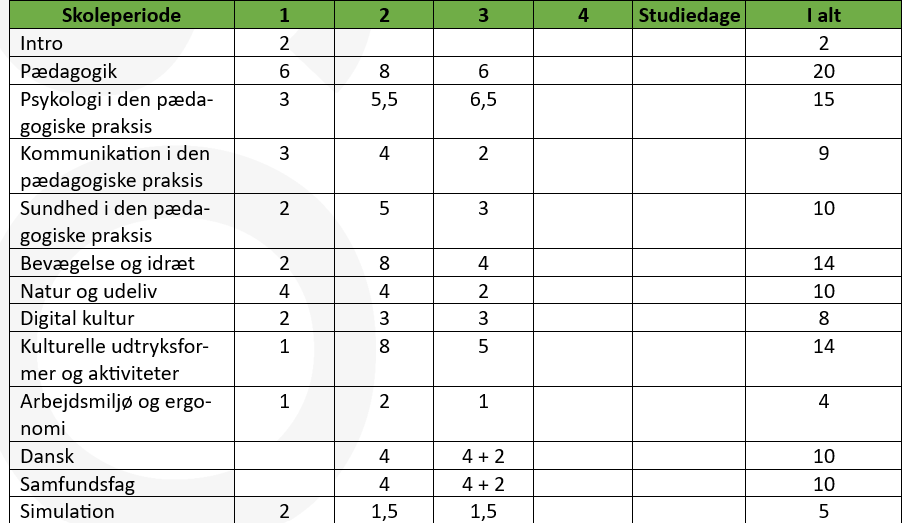 Skoleperiode 1 2 3 4 Studiedage I alt
Intro 2 2
Pædagogik 6 8 6 20
Psykologi i den pæda- 3 5,5 6,5 15
gogiske praksis
Kommunikation i den 3 4 2 9
pædagogiske praksis
Sundhed i den pæda- 2 5 3 10
gogiske praksis
Bevægelse og idræt 2 8 4 14
Natur og udeliv 4 4 2 10
Digital kultur 2 3 3 8
Kulturelle udtryksfor- 1 8 5 14
mer og aktiviteter
Arbejdsmiljø og ergo- 1 2 1 4
nomi
Dansk 4 4 + 2 10
Samfundsfag 4 4 + 2 10
Simulation 2 1,5 1,5 5